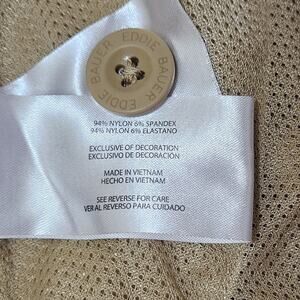 EDDIE BAUER EDDIE BAUER
94% NYLON 6% SPANDEX
94% NYLON 6% ELASTANO
EXCLUSIVE OF DECORATION
EXCLUSIVO DE DECORACIÓN
MADE IN VIETNAM
HECHO EN VIETNAM
SEE REVERSE FOR CARE
VER AL REVERSO PARA CUIDADO